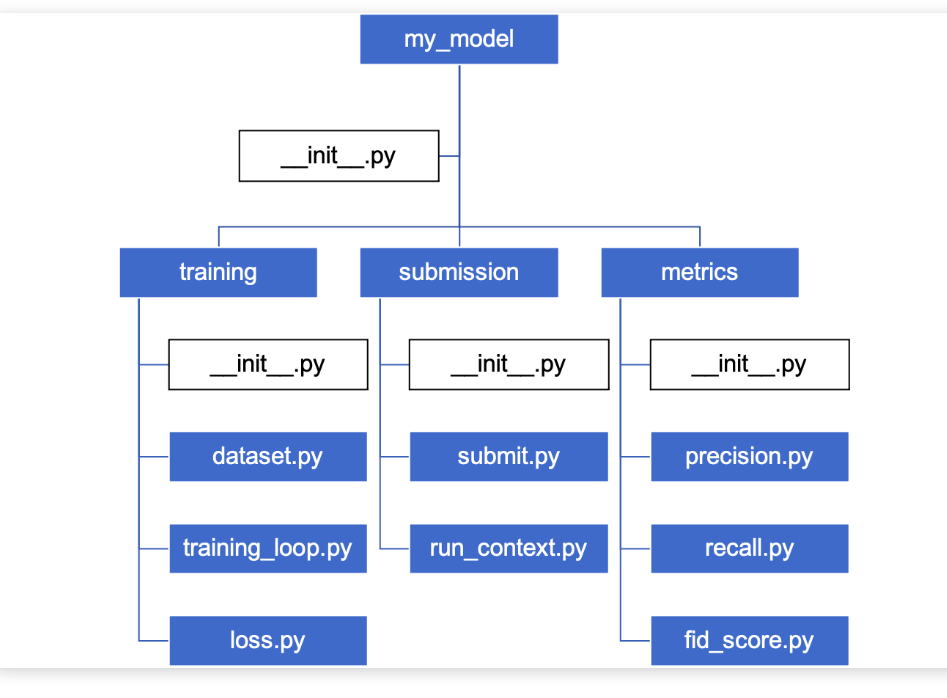 my_model
__init__.py
training
submission
metrics
__init__.py
__init__.py
__init__.py
dataset.py
submit.py
precision.py
training_loop.py
run_context.py
recall.py
loss.py
fid_score.py